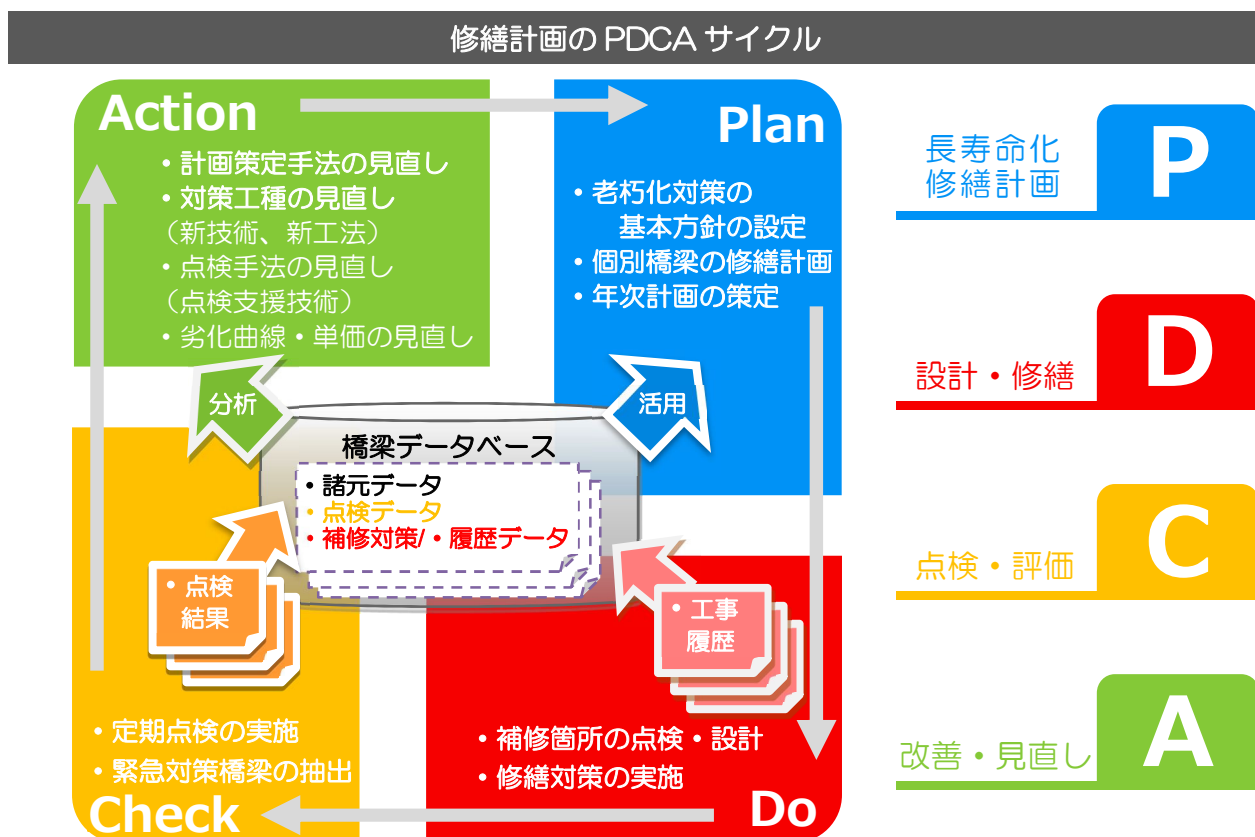 修繕計画の PDCA サイクル
Action
・計画策定手法の見直し
・対策工種の見直し
（新技術、新工法）
・点検手法の見直し
（点検支援技術）
・劣化曲線・単価の見直し
Plan
・老朽化対策の
基本方針の設定
・個別橋梁の修繕計画
・年次計画の策定
分析
活用
橋梁データベース
・諸元データ
・点検データ
・補修対策/・履歴データ
・点検
結果
・工事
履歴
・定期点検の実施
・緊急対策橋梁の抽出
Check
・補修箇所の点検・設計
・修繕対策の実施
Do
長寿命化
修繕計画
P
設計・修繕
D
点検・評価
C
改善・見直し
A